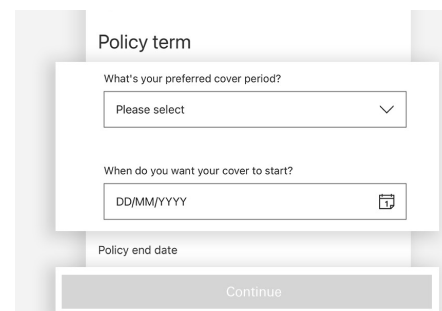 Policy term
What's your preferred cover period?
Please select
When do you want your cover to start?
DD/MM/YYYY
1
Policy end date
Continue